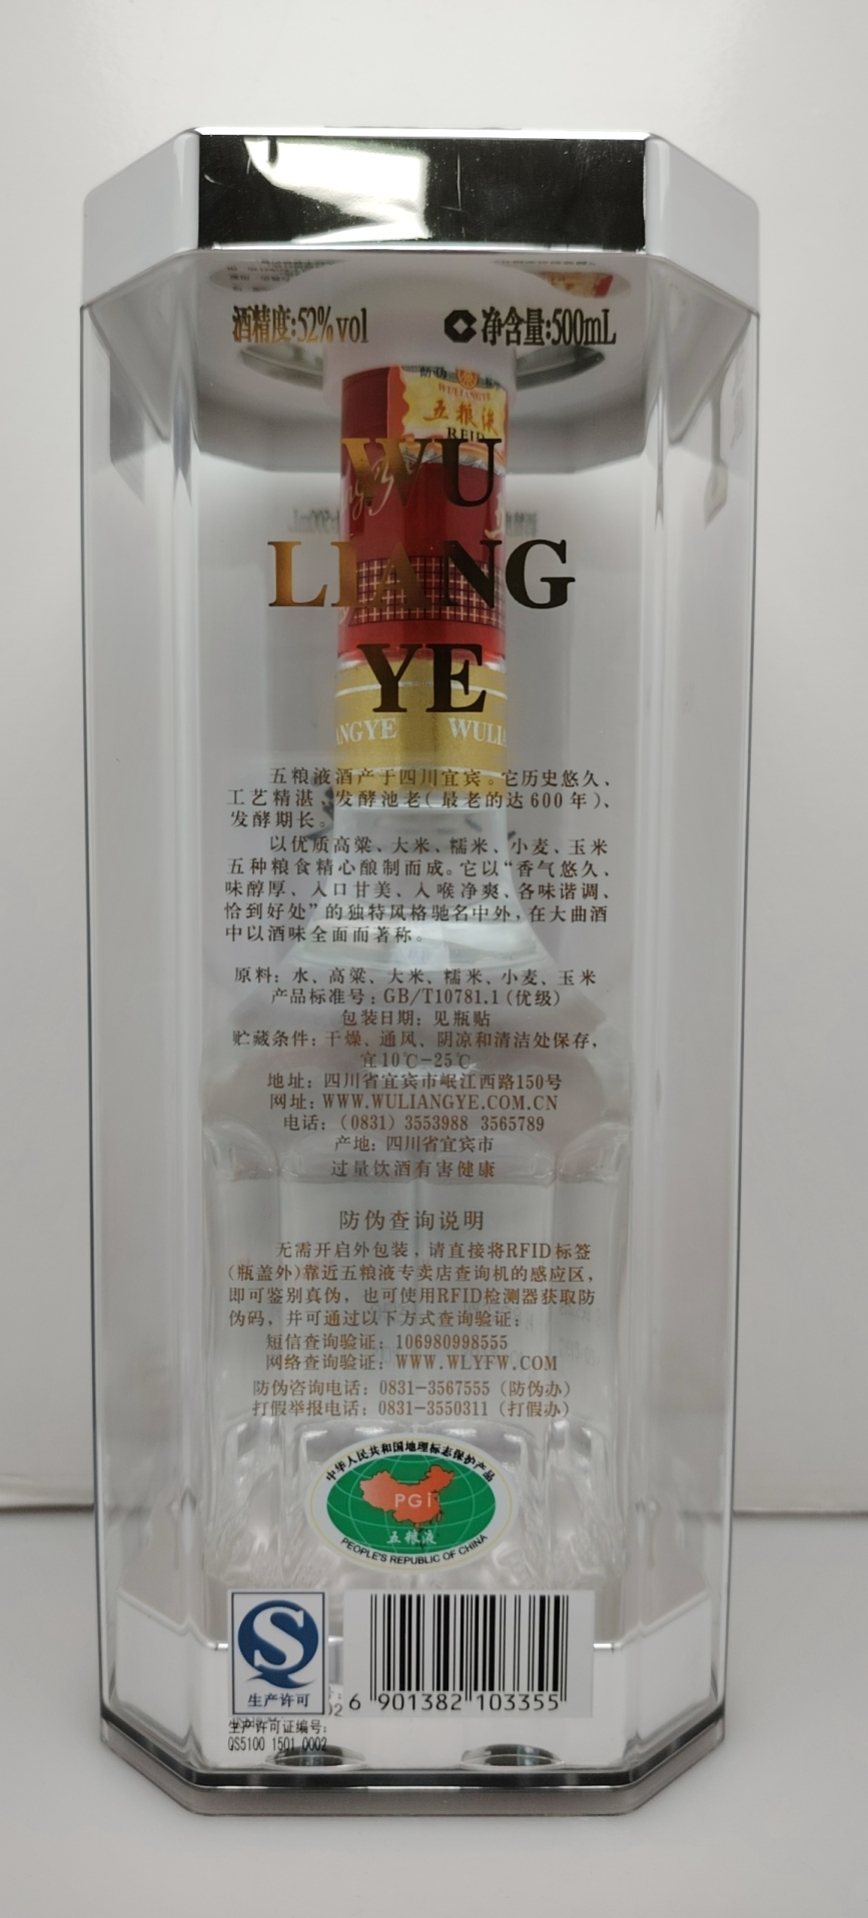 酒精度:52%vol
净含量:500mL
防伪
WULIANGYE
五粮液
RFID
WU
LIANG
YE
ANGYE WULI
五粮液酒产于四川宜宾。它历史悠久、
工艺精湛、发酵池老(最老的达600年)、
发酵期长。
以优质高粱、大米、糯米、小麦、玉米
五种粮食精心酿制而成。它以“香气悠久、
味醇厚、入口甘美、入喉净爽、各味谐调、
恰到好处”的独特风格驰名中外,在大曲酒
中以酒味全面而著称。
原料: 水、高粱、大米、糯米、小麦、玉米
产品标准号: GB/T10781.1(优级)
包装日期: 见瓶贴
贮藏条件: 干燥、通风、阴凉和清洁处保存,
宜10℃-25℃
地址: 四川省宜宾市岷江西路150号
网址: WWW.WULIANGYE.COM.CN
电话: (0831) 3553988 3565789
产地: 四川省宜宾市
过量饮酒有害健康
防伪查询说明
无需开启外包装, 请直接将RFID标签
(瓶盖外)靠近五粮液专卖店查询机的感应区,
即可鉴别真伪, 也可使用RFID检测器获取防
伪码, 并可通过以下方式查询验证:
短信查询验证: 106980998555
网络查询验证: WWW.WLYFW.COM
防伪咨询电话: 0831-3567555 (防伪办)
打假举报电话: 0831-3550311 (打假办)
中华人民共和国地理标志保护产品
PGI
五粮液
PEOPLE'S REPUBLIC OF CHINA
生产许可
6 901382 103355
生产许可证编号:
QS5100 1501 0002